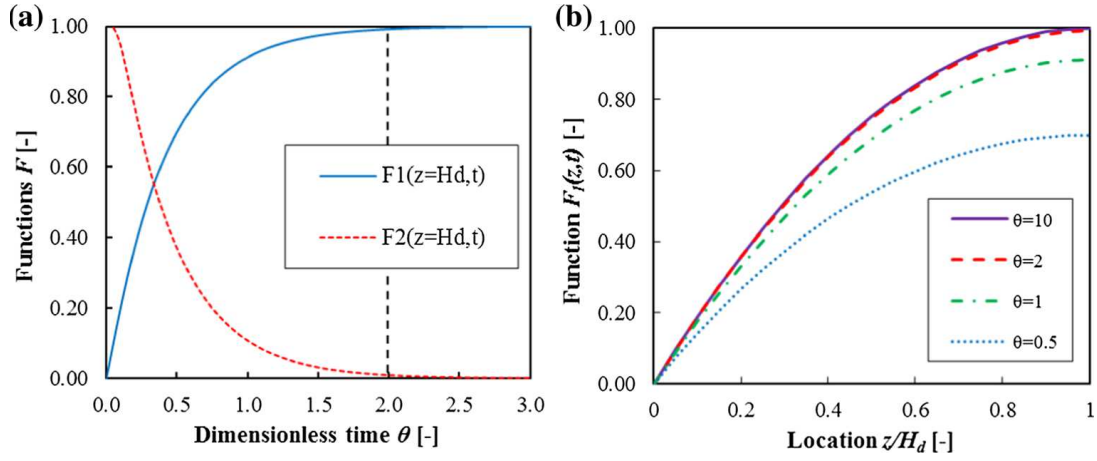 (a)
Functions F [-]
1.00
0.80
0.60
0.40
0.20
0.00
F1(z=Hd,t)
F2(z=Hd,t)
0.0 0.5 1.0 1.5 2.0 2.5 3.0
Dimensionless time θ [-]
(b)
Function F1(z,t) [-]
1.00
0.80
0.60
0.40
0.20
0.00
θ=10
θ=2
θ=1
θ=0.5
0 0.2 0.4 0.6 0.8 1
Location z/Hd [-]